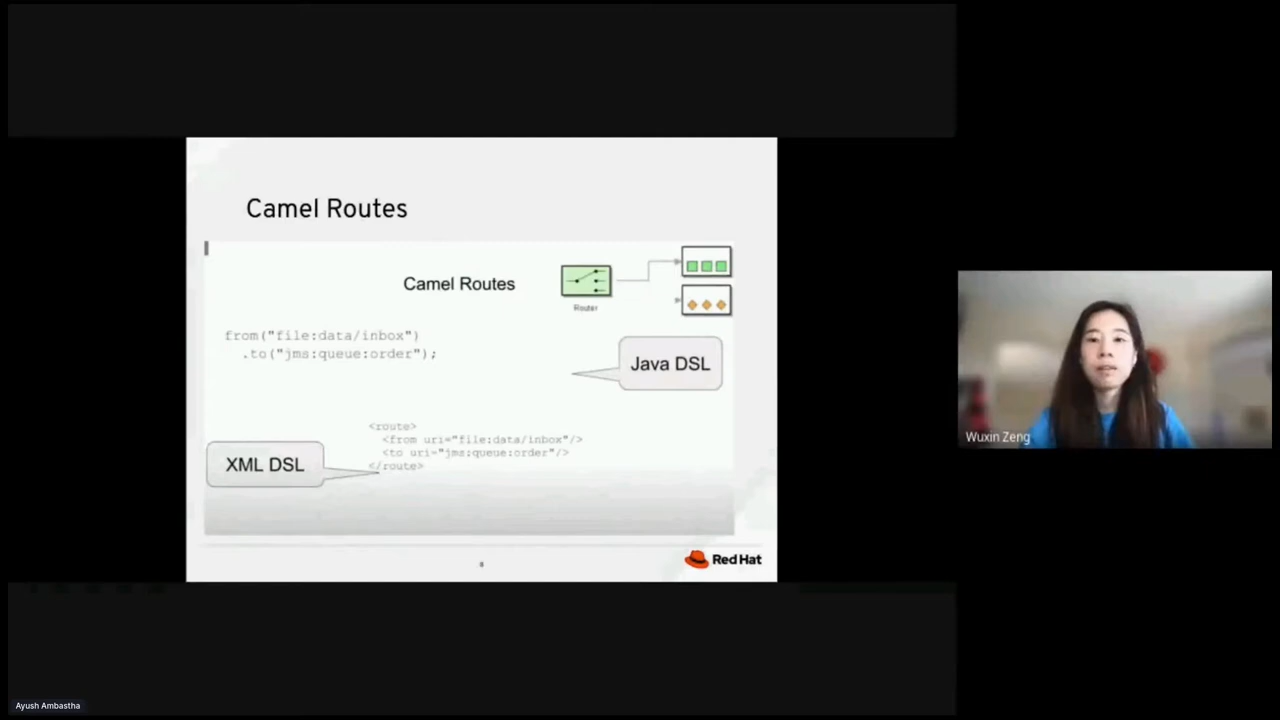 Camel Routes
Camel Routes
Router
from("file:data/inbox")
.to("jms:queue:order");
Java DSL
<route>
<from uri="file:data/inbox"/>
<to uri="jms:queue:order"/>
</route>
XML DSL
Red Hat
Wuxin Zeng
Ayush Ambastha